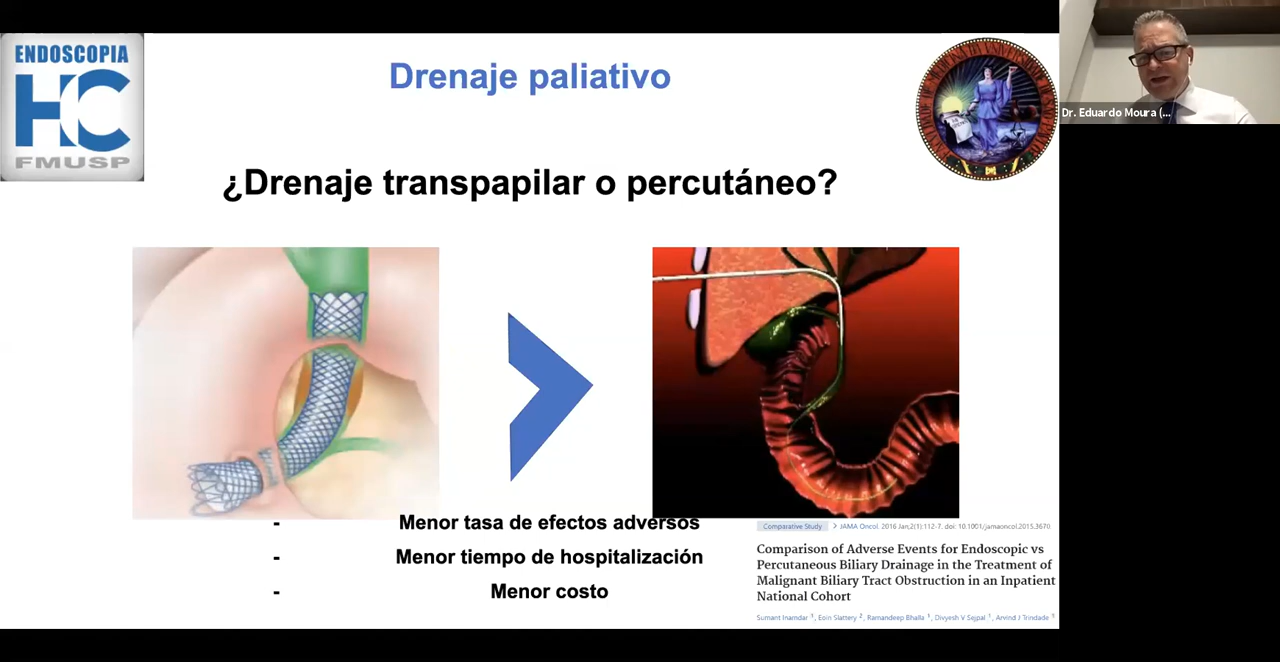 ENDOSCOPIA
HC
FMUSP
Drenaje paliativo
Dr. Eduardo Moura (...
¿Drenaje transpapilar o percutáneo?
- Menor tasa de efectos adversos
- Menor tiempo de hospitalización
- Menor costo
Comparative Study > JAMA Oncol. 2016 Jan;2(1):112-7. doi: 10.1001/jamaoncol.2015.3670.
Comparison of Adverse Events for Endoscopic vs
Percutaneous Biliary Drainage in the Treatment of
Malignant Biliary Tract Obstruction in an Inpatient
National Cohort
Sumant Inamdar 1, Eoin Slattery 2, Ramandeep Bhalla 1, Divyesh V Sejpal 1, Arvind J Trindade 1